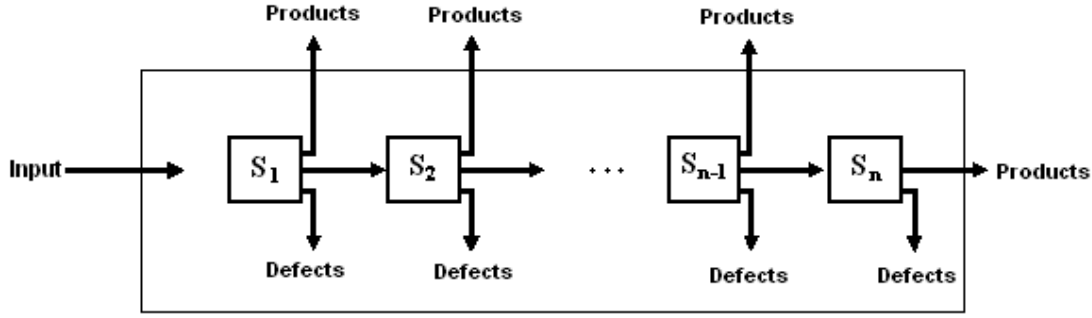 Products Products Products
Input S₁ S₂ ... Sₙ₋₁ Sₙ Products
Defects Defects Defects Defects